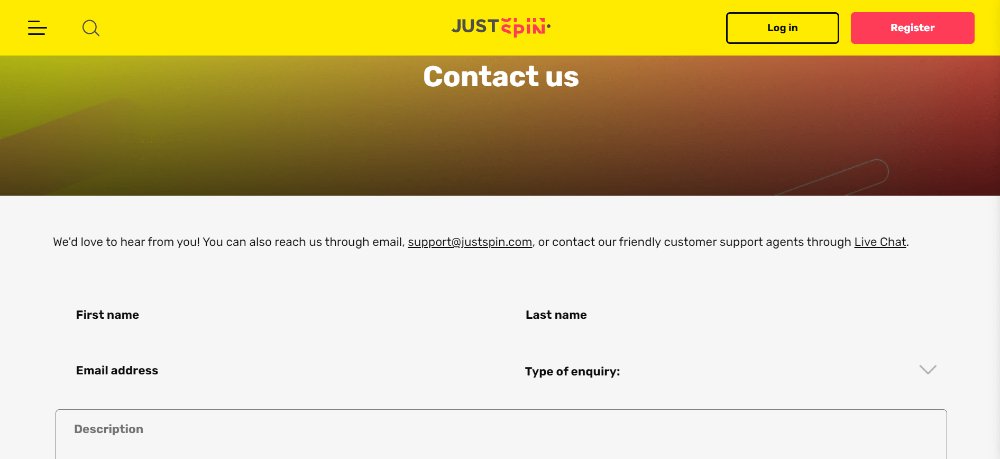 JUSTSPIN
Log in
Register
Contact us
We'd love to hear from you! You can also reach us through email, support@justspin.com, or contact our friendly customer support agents through Live Chat.
First name
Last name
Email address
Type of enquiry:
Description